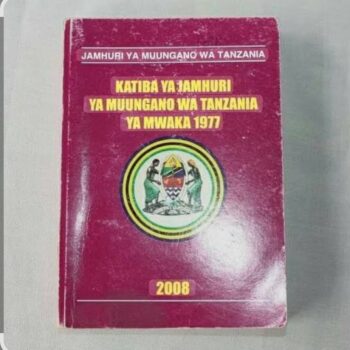 JAMHURI YA MUUNGANO WA TANZANIA
KATIBA YA JAMHURI
YA MUUNGANO WA TANZANIA
YA MWAKA 1977
2008